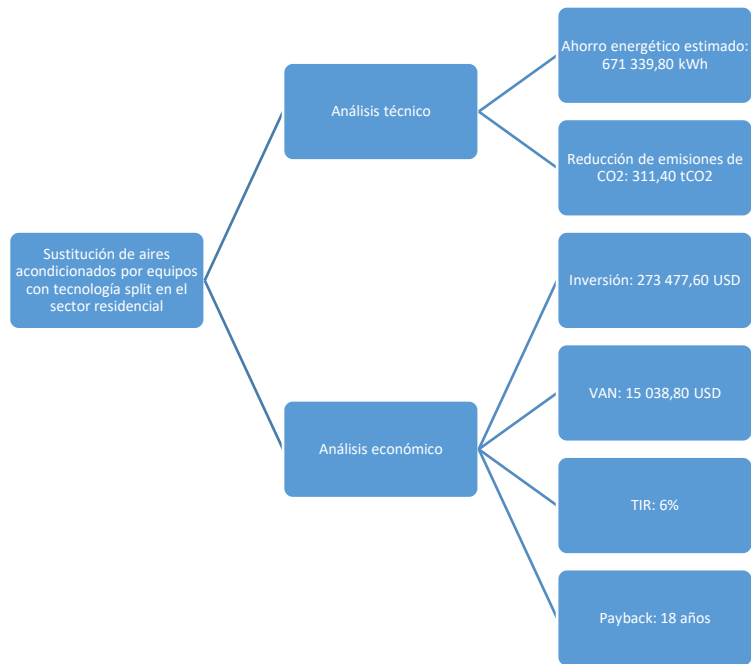 Ahorro energético estimado:
671 339,80 kWh
Análisis técnico
Reducción de emisiones de
CO2: 311,40 tCO2
Sustitución de aires
acondicionados por equipos
con tecnología split en el
sector residencial
Inversión: 273 477,60 USD
VAN: 15 038,80 USD
Análisis económico
TIR: 6%
Payback: 18 años